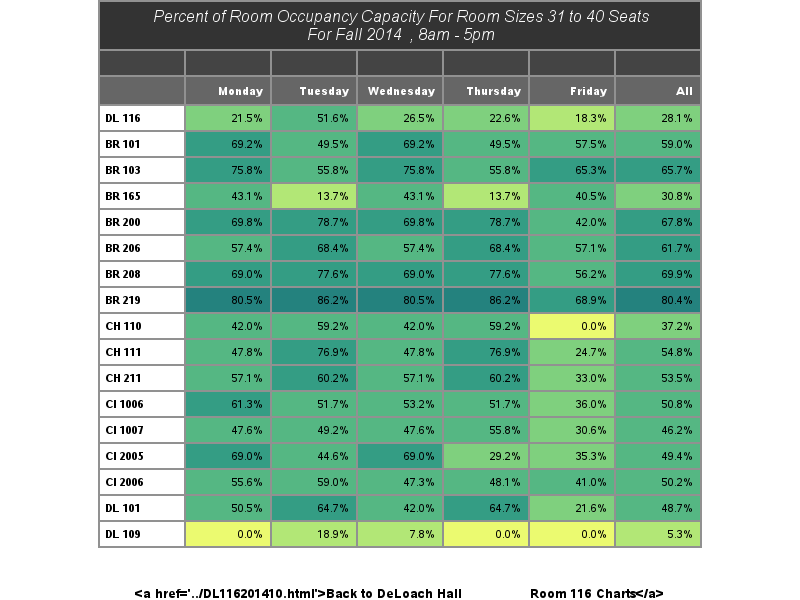 Percent of Room Occupancy Capacity For Room Sizes 31 to 40 Seats
For Fall 2014 , 8am - 5pm
Monday Tuesday Wednesday Thursday Friday All
DL 116 21.5% 51.6% 26.5% 22.6% 18.3% 28.1%
BR 101 69.2% 49.5% 69.2% 49.5% 57.5% 59.0%
BR 103 75.8% 55.8% 75.8% 55.8% 65.3% 65.7%
BR 165 43.1% 13.7% 43.1% 13.7% 40.5% 30.8%
BR 200 69.8% 78.7% 69.8% 78.7% 42.0% 67.8%
BR 206 57.4% 68.4% 57.4% 68.4% 57.1% 61.7%
BR 208 69.0% 77.6% 69.0% 77.6% 56.2% 69.9%
BR 219 80.5% 86.2% 80.5% 86.2% 68.9% 80.4%
CH 110 42.0% 59.2% 42.0% 59.2% 0.0% 37.2%
CH 111 47.8% 76.9% 47.8% 76.9% 24.7% 54.8%
CH 211 57.1% 60.2% 57.1% 60.2% 33.0% 53.5%
CI 1006 61.3% 51.7% 53.2% 51.7% 36.0% 50.8%
CI 1007 47.6% 49.2% 47.6% 55.8% 30.6% 46.2%
CI 2005 69.0% 44.6% 69.0% 29.2% 35.3% 49.4%
CI 2006 55.6% 59.0% 47.3% 48.1% 41.0% 50.2%
DL 101 50.5% 64.7% 42.0% 64.7% 21.6% 48.7%
DL 109 0.0% 18.9% 7.8% 0.0% 0.0% 5.3%
<a href='../DL116201410.html'>Back to DeLoach Hall Room 116 Charts</a>